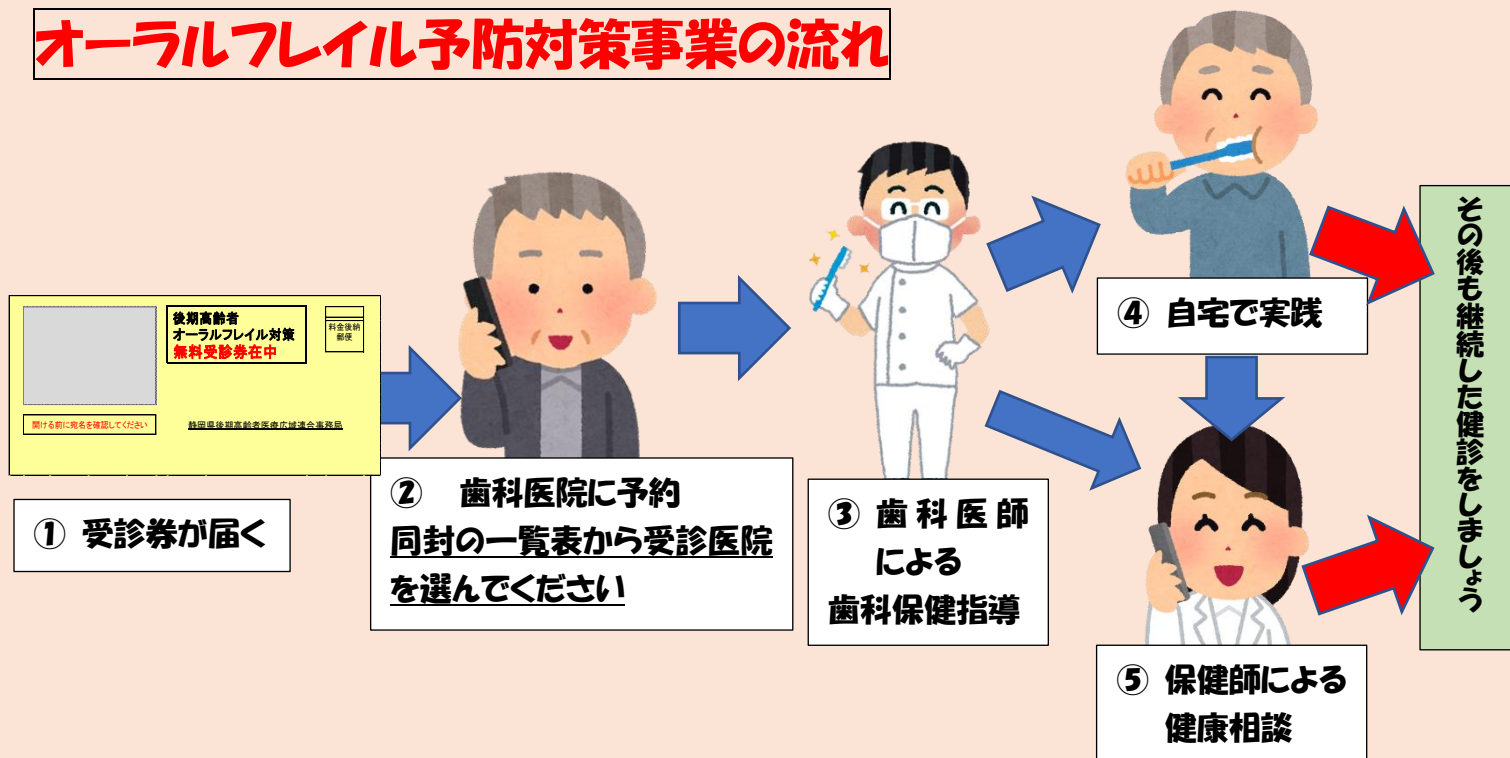 オーラルフレイル予防対策事業の流れ
後期高齢者
オーラルフレイル対策
無料受診券在中
料金後納
郵便
開ける前に宛名を確認してください
静岡県後期高齢者医療広域連合事務局
① 受診券が届く
② 歯科医院に予約
同封の一覧表から受診医院
を選んでください
③ 歯科医師
による
歯科保健指導
④ 自宅で実践
⑤ 保健師による
健康相談
その後も継続した健診をしましょう